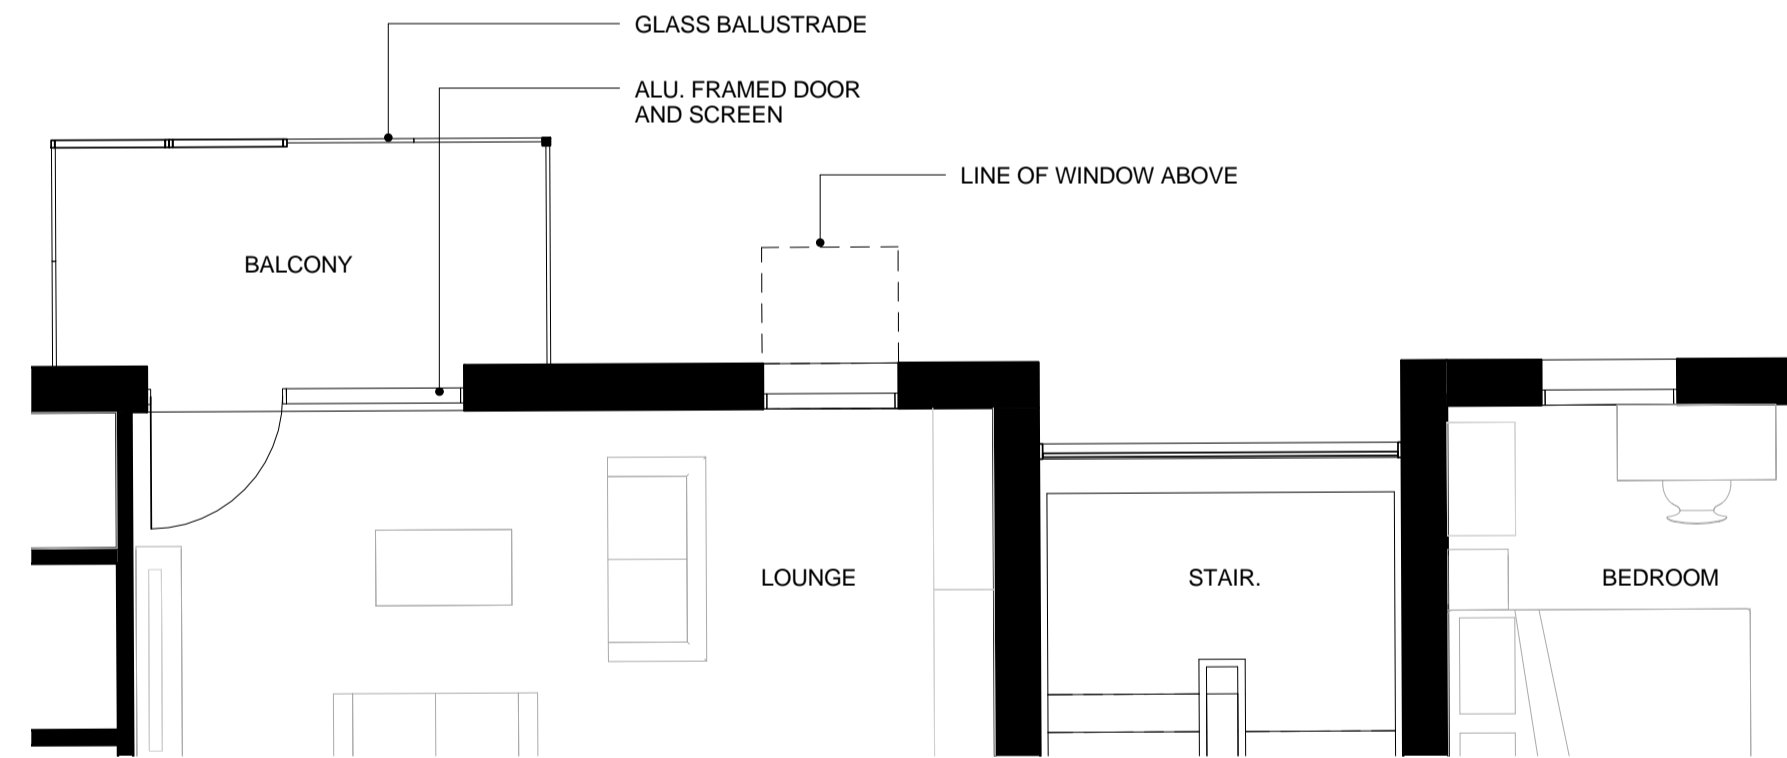 GLASS BALUSTRADE
ALU. FRAMED DOOR
AND SCREEN
LINE OF WINDOW ABOVE
BALCONY
LOUNGE
STAIR.
BEDROOM